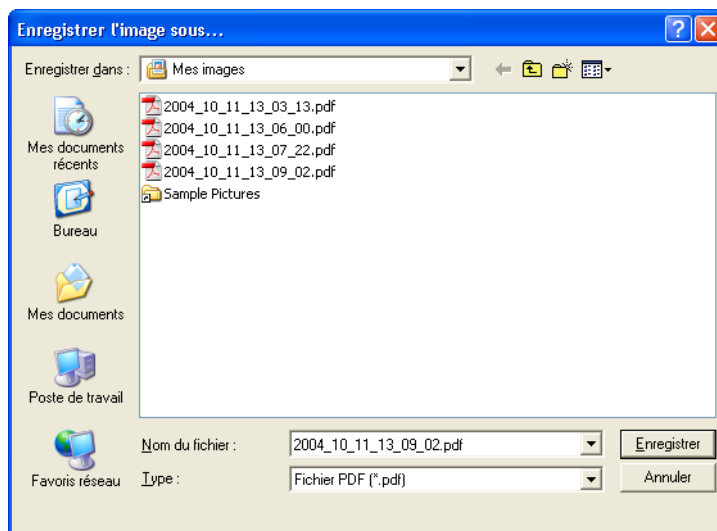 Enregistrer l'image sous...
Enregistrer dans :
Mes images
2004_10_11_13_03_13.pdf
2004_10_11_13_06_00.pdf
2004_10_11_13_07_22.pdf
2004_10_11_13_09_02.pdf
Sample Pictures
Mes documents
récents
Bureau
Mes documents
Poste de travail
Favoris réseau
Nom du fichier :
2004_10_11_13_09_02.pdf
Enregistrer
Type :
Fichier PDF (*.pdf)
Annuler